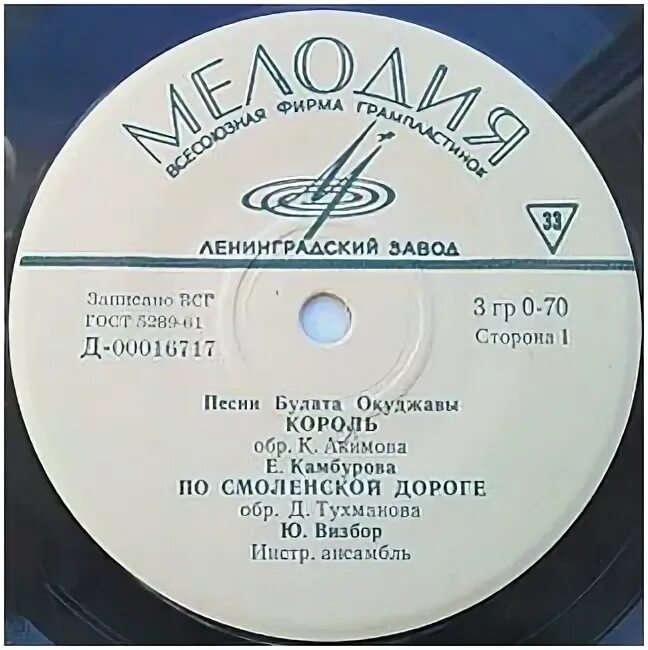 МЕЛОДИЯ
ВСЕСОЮЗНАЯ ФИРМА ГРАМПЛАСТИНОК
ЛЕНИНГРАДСКИЙ ЗАВОД
33
Записано ВСГ
ГОСТ 5289-61
Д-00016717
3 гр 0-70
Сторона 1
Песни Булата Окуджавы
КОРОЛЬ
обр. К. Акимова
Е. Камбурова
ПО СМОЛЕНСКОЙ ДОРОГЕ
обр. Д. Тухманова
Ю. Визбор
Инстр. ансамбль